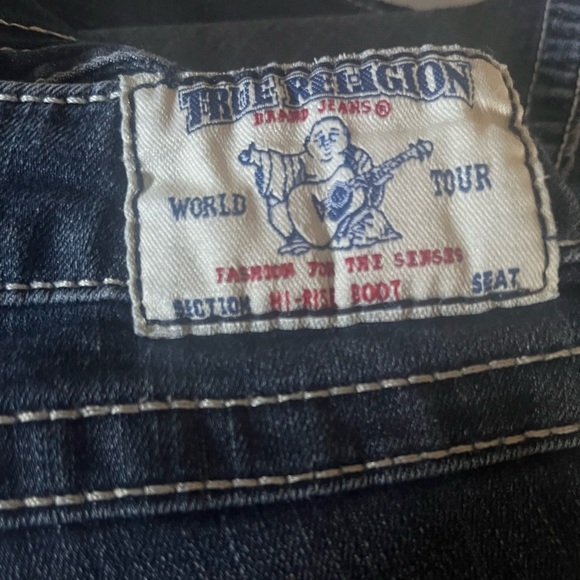 TRUE RELIGION
BRAND JEANS®
WORLD TOUR
FASHION FOR THE SENSES
SECTION HI-RISE BOOT SEAT